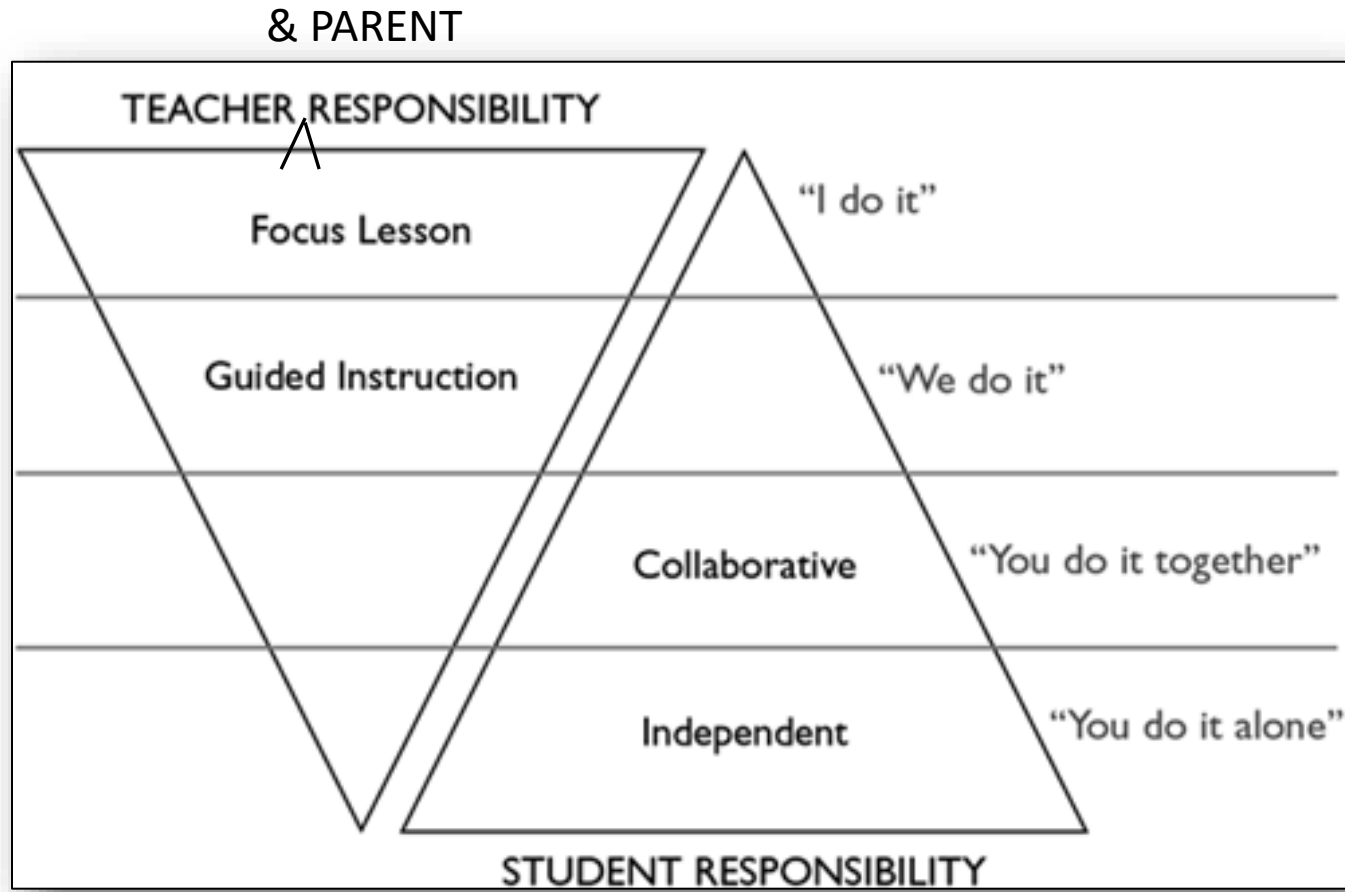 & PARENT
TEACHER RESPONSIBILITY
“I do it”
Focus Lesson
Guided Instruction
“We do it”
Collaborative
“You do it together”
Independent
“You do it alone”
STUDENT RESPONSIBILITY